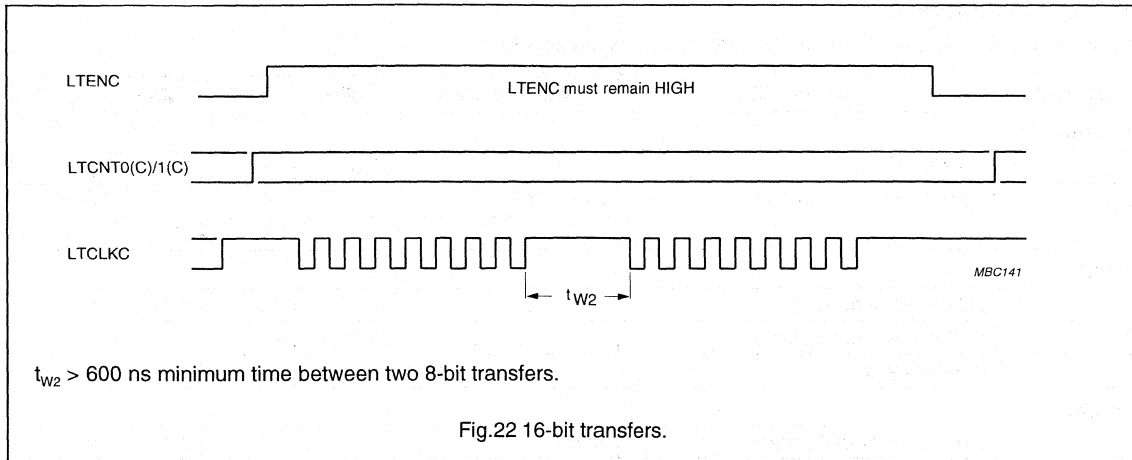 LTENC
LTENC must remain HIGH
LTCNT0(C)/1(C)
LTCLKC
MBC141
tW2
tW2 > 600 ns minimum time between two 8-bit transfers.
Fig.22 16-bit transfers.